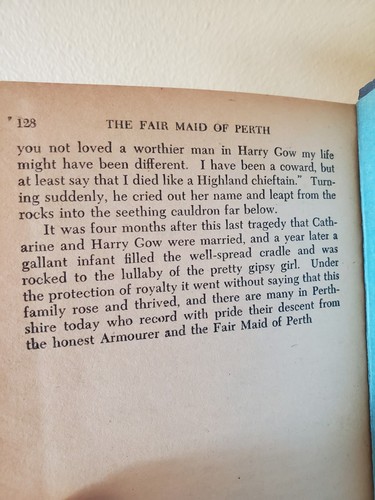 128 THE FAIR MAID OF PERTH
you not loved a worthier man in Harry Gow my life
might have been different. I have been a coward, but
at least say that I died like a Highland chieftain." Turn-
ing suddenly, he cried out her name and leapt from the
rocks into the seething cauldron far below.
It was four months after this last tragedy that Cath-
arine and Harry Gow were married, and a year later a
gallant infant filled the well-spread cradle and was
rocked to the lullaby of the pretty gipsy girl. Under
the protection of royalty it went without saying that this
family rose and thrived, and there are many in Perth-
shire today who record with pride their descent from
the honest Armourer and the Fair Maid of Perth